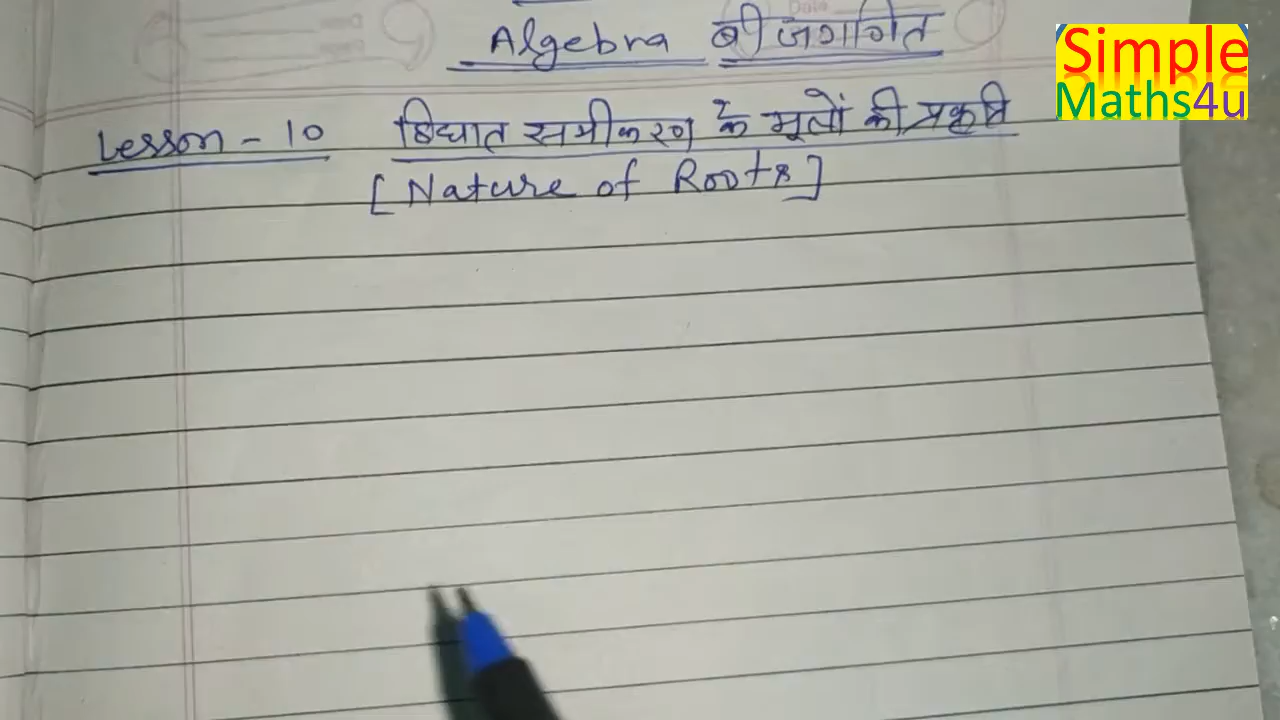 Algebra बीजगणित
Simple
Maths4u
Lesson - 10 द्विघात समीकरण के मूलों की प्रकृति
[Nature of Roots]